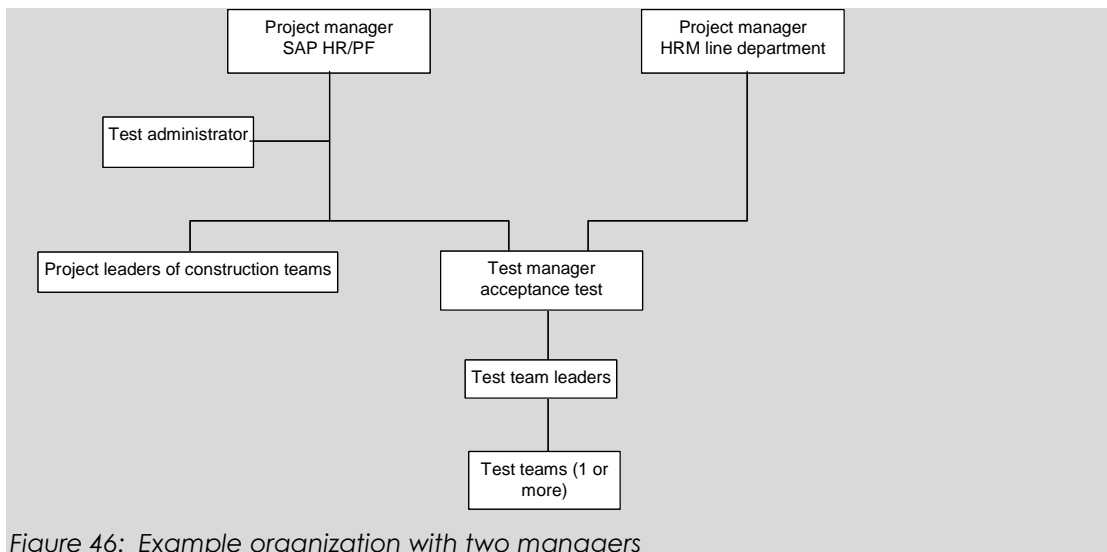 Project manager
SAP HR/PF
Project manager
HRM line department
Test administrator
Project leaders of construction teams
Test manager
acceptance test
Test team leaders
Test teams (1 or
more)
Figure 46: Example organization with two managers